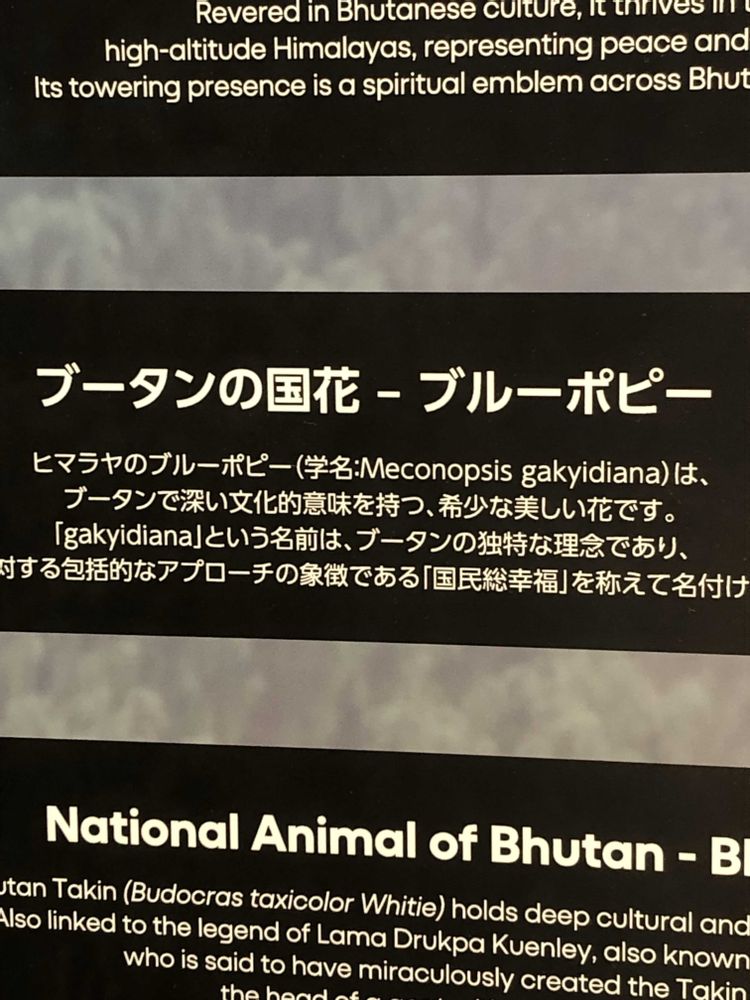 Revered in Bhutanese culture, it thrives in
high-altitude Himalayas, representing peace and
Its towering presence is a spiritual emblem across Bhut
ブータンの国花 – ブルーポピー
ヒマラヤのブルーポピー（学名:Meconopsis gakyidiana）は、
ブータンで深い文化的意味を持つ、希少な美しい花です。
「gakyidiana」という名前は、ブータンの独特な理念であり、
対する包括的なアプローチの象徴である「国民総幸福」を称えて名付け
National Animal of Bhutan - Bh
utan Takin (Budocras taxicolor Whitie) holds deep cultural and
Also linked to the legend of Lama Drukpa Kuenley, also known
who is said to have miraculously created the Takin
the head of a